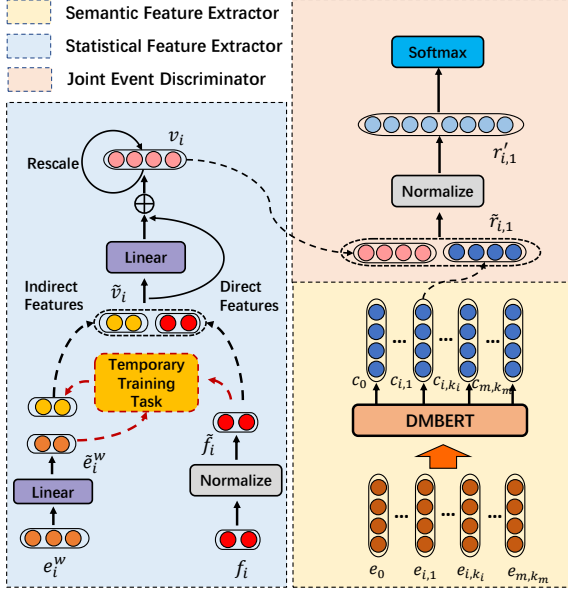 Semantic Feature Extractor
Statistical Feature Extractor
Joint Event Discriminator
Softmax
r′_{i,1}
Normalize
r̃_{i,1}
v_i
Rescale
Linear
Indirect Features
ṽ_i
Direct Features
Temporary
Training
Task
ẽ_i^w
f̃_i
Linear
Normalize
e_i^w
f_i
... ... ...
c_0 c_{i,1} c_{i,k_i} c_{m,k_m}
DMBERT
... ... ...
e_0 e_{i,1} e_{i,k_i} e_{m,k_m}